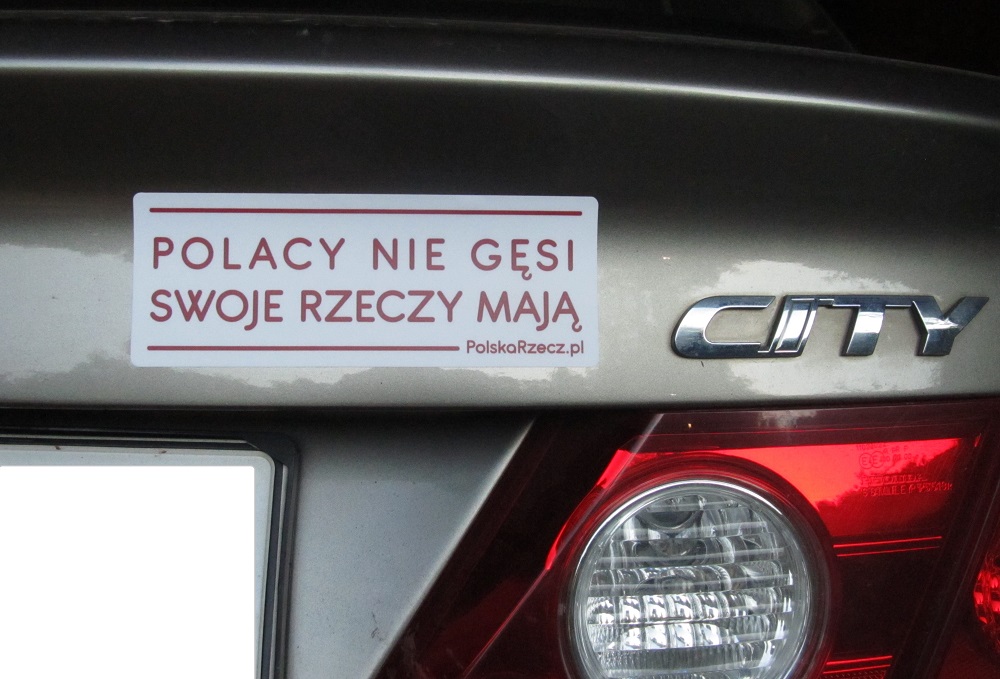 POLACY NIE GĘSI
SWOJE RZECZY MAJĄ
PolskaRzecz.pl
CITY